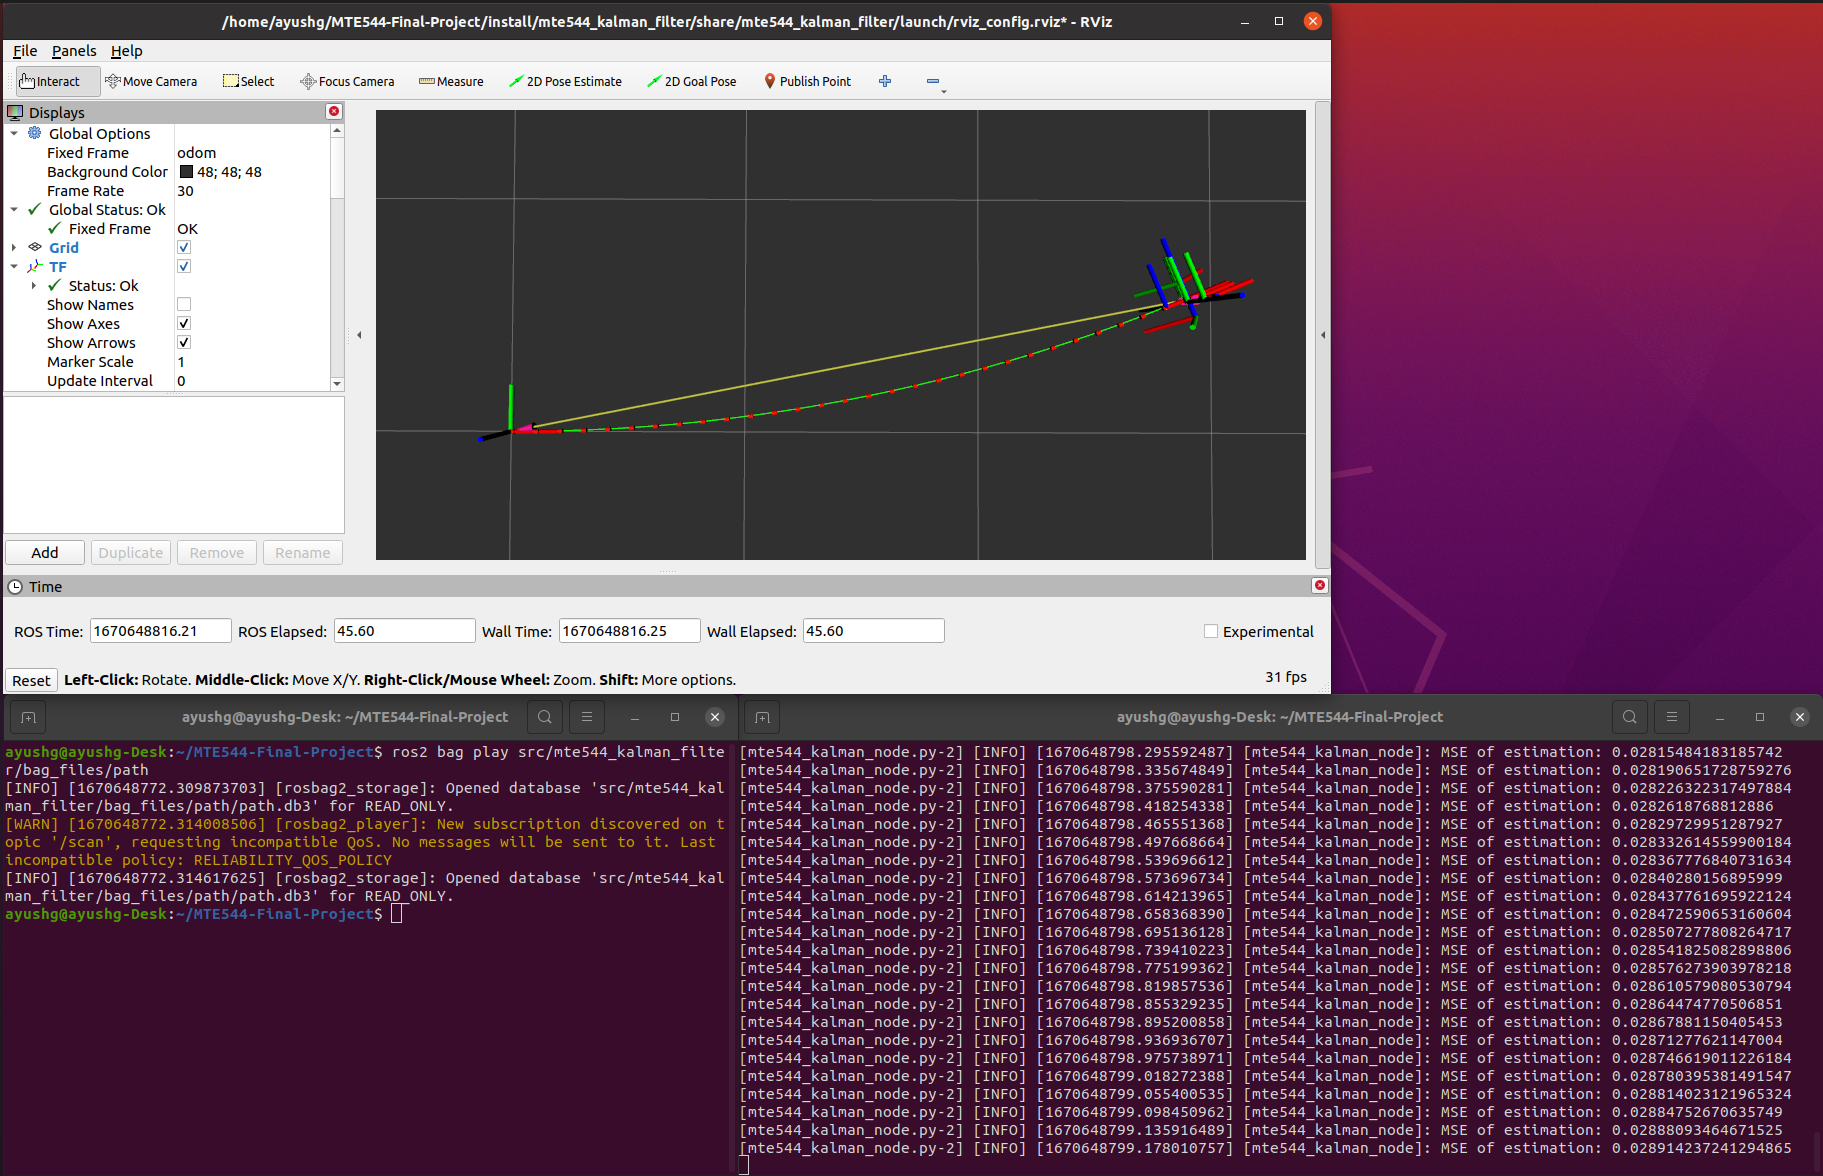 /home/ayushg/MTE544-Final-Project/install/mte544_kalman_filter/share/mte544_kalman_filter/launch/rviz_config.rviz* - RViz
File Panels Help
Interact Move Camera Select Focus Camera Measure 2D Pose Estimate 2D Goal Pose Publish Point
Displays
Global Options
Fixed Frame odom
Background Color 48; 48; 48
Frame Rate 30
Global Status: Ok
Fixed Frame OK
Grid
TF
Status: Ok
Show Names
Show Axes
Show Arrows
Marker Scale 1
Update Interval 0
Add Duplicate Remove Rename
Time
ROS Time: 1670648816.21 ROS Elapsed: 45.60 Wall Time: 1670648816.25 Wall Elapsed: 45.60 Experimental
Reset Left-Click: Rotate. Middle-Click: Move X/Y. Right-Click/Mouse Wheel: Zoom. Shift: More options. 31 fps
ayushg@ayushg-Desk: ~/MTE544-Final-Project
ayushg@ayushg-Desk:~/MTE544-Final-Project$ ros2 bag play src/mte544_kalman_filte
r/bag_files/path
[INFO] [1670648772.309873703] [rosbag2_storage]: Opened database 'src/mte544_kal
man_filter/bag_files/path/path.db3' for READ_ONLY.
[WARN] [1670648772.314008506] [rosbag2_player]: New subscription discovered on t
opic '/scan', requesting incompatible QoS. No messages will be sent to it. Last
incompatible policy: RELIABILITY_QOS_POLICY
[INFO] [1670648772.314617625] [rosbag2_storage]: Opened database 'src/mte544_kal
man_filter/bag_files/path/path.db3' for READ_ONLY.
ayushg@ayushg-Desk:~/MTE544-Final-Project$
ayushg@ayushg-Desk: ~/MTE544-Final-Project
[mte544_kalman_node.py-2] [INFO] [1670648798.295592487] [mte544_kalman_node]: MSE of estimation: 0.02815484183185742
[mte544_kalman_node.py-2] [INFO] [1670648798.335674849] [mte544_kalman_node]: MSE of estimation: 0.028190651728759276
[mte544_kalman_node.py-2] [INFO] [1670648798.375590281] [mte544_kalman_node]: MSE of estimation: 0.028226322317497884
[mte544_kalman_node.py-2] [INFO] [1670648798.418254338] [mte544_kalman_node]: MSE of estimation: 0.0282618768812886
[mte544_kalman_node.py-2] [INFO] [1670648798.465551368] [mte544_kalman_node]: MSE of estimation: 0.02829729951287927
[mte544_kalman_node.py-2] [INFO] [1670648798.497668664] [mte544_kalman_node]: MSE of estimation: 0.028332614559900184
[mte544_kalman_node.py-2] [INFO] [1670648798.539696612] [mte544_kalman_node]: MSE of estimation: 0.028367776840731634
[mte544_kalman_node.py-2] [INFO] [1670648798.573696734] [mte544_kalman_node]: MSE of estimation: 0.02840280156895999
[mte544_kalman_node.py-2] [INFO] [1670648798.614213965] [mte544_kalman_node]: MSE of estimation: 0.028437761695922124
[mte544_kalman_node.py-2] [INFO] [1670648798.658368390] [mte544_kalman_node]: MSE of estimation: 0.028472590653160604
[mte544_kalman_node.py-2] [INFO] [1670648798.695136128] [mte544_kalman_node]: MSE of estimation: 0.028507277808264717
[mte544_kalman_node.py-2] [INFO] [1670648798.739410223] [mte544_kalman_node]: MSE of estimation: 0.028541825082898806
[mte544_kalman_node.py-2] [INFO] [1670648798.775199362] [mte544_kalman_node]: MSE of estimation: 0.028576273903978218
[mte544_kalman_node.py-2] [INFO] [1670648798.819857536] [mte544_kalman_node]: MSE of estimation: 0.028610579080530794
[mte544_kalman_node.py-2] [INFO] [1670648798.855329235] [mte544_kalman_node]: MSE of estimation: 0.02864474770506851
[mte544_kalman_node.py-2] [INFO] [1670648798.895200858] [mte544_kalman_node]: MSE of estimation: 0.02867881150405453
[mte544_kalman_node.py-2] [INFO] [1670648798.936936707] [mte544_kalman_node]: MSE of estimation: 0.02871277621147004
[mte544_kalman_node.py-2] [INFO] [1670648798.975738971] [mte544_kalman_node]: MSE of estimation: 0.028746619011226184
[mte544_kalman_node.py-2] [INFO] [1670648799.018272388] [mte544_kalman_node]: MSE of estimation: 0.028780395381491547
[mte544_kalman_node.py-2] [INFO] [1670648799.055400535] [mte544_kalman_node]: MSE of estimation: 0.028814023121965324
[mte544_kalman_node.py-2] [INFO] [1670648799.098450962] [mte544_kalman_node]: MSE of estimation: 0.02884752670635749
[mte544_kalman_node.py-2] [INFO] [1670648799.135916489] [mte544_kalman_node]: MSE of estimation: 0.02888093464671525
[mte544_kalman_node.py-2] [INFO] [1670648799.178010757] [mte544_kalman_node]: MSE of estimation: 0.028914237241294865